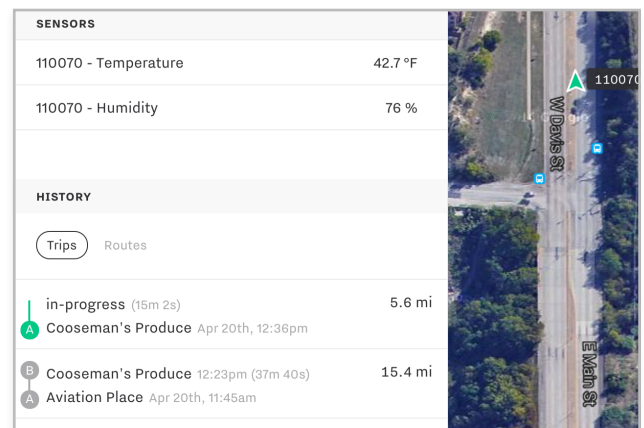 SENSORS
110070 - Temperature 42.7 °F
110070 - Humidity 76 %
HISTORY
Trips Routes
in-progress (15m 2s) 5.6 mi
A Cooseman's Produce Apr 20th, 12:36pm
B Cooseman's Produce 12:23pm (37m 40s) 15.4 mi
A Aviation Place Apr 20th, 11:45am
110070
W Davis St
E Main St